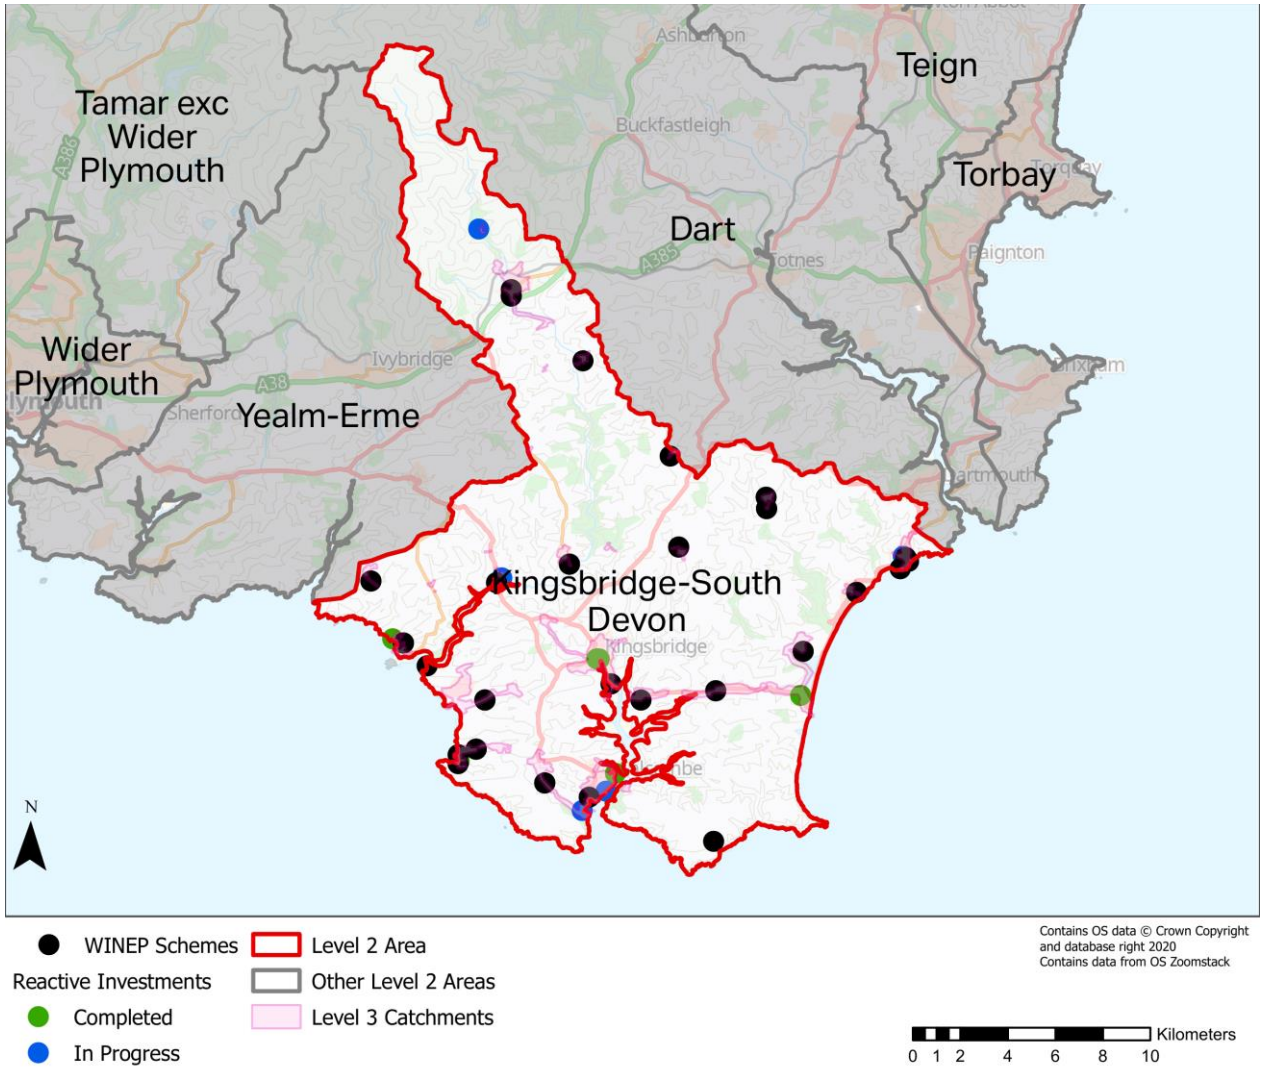 Ashburton
Teign
Tamar exc
Wider
Plymouth
A386
Buckfastleigh
Torbay
Torquay
Dart
A385
Totnes
Paignton
Wider
Plymouth
Ivybridge
A38
Sherford
Yealm-Erme
Brixham
Dartmouth
Kingsbridge-South
Devon
Kingsbridge
N
WINEP Schemes
Level 2 Area
Reactive Investments
Other Level 2 Areas
Completed
Level 3 Catchments
In Progress
Contains OS data © Crown Copyright
and database right 2020
Contains data from OS Zoomstack
Kilometers
0 1 2 4 6 8 10